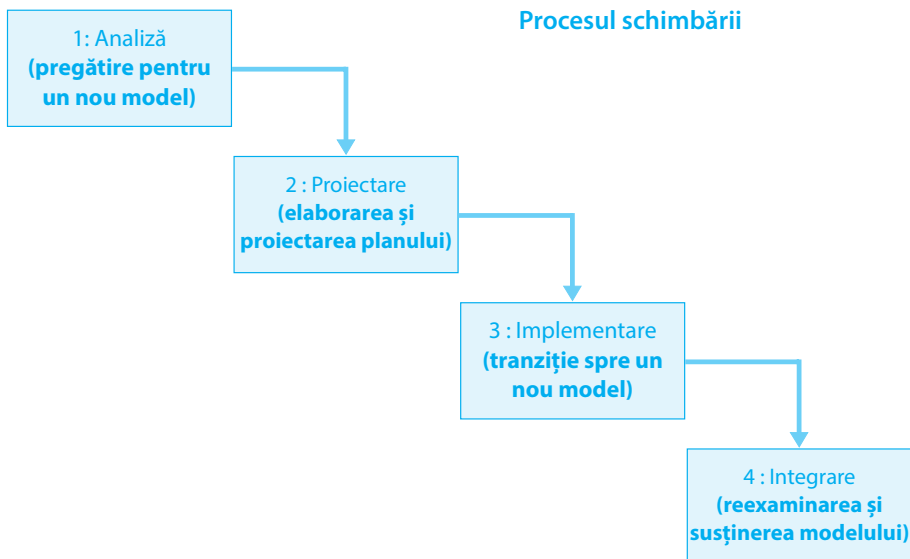 Procesul schimbării
1: Analiză
(pregătire pentru
un nou model)
2 : Proiectare
(elaborarea și
proiectarea planului)
3 : Implementare
(tranziție spre un
nou model)
4 : Integrare
(reexaminarea și
susținerea modelului)